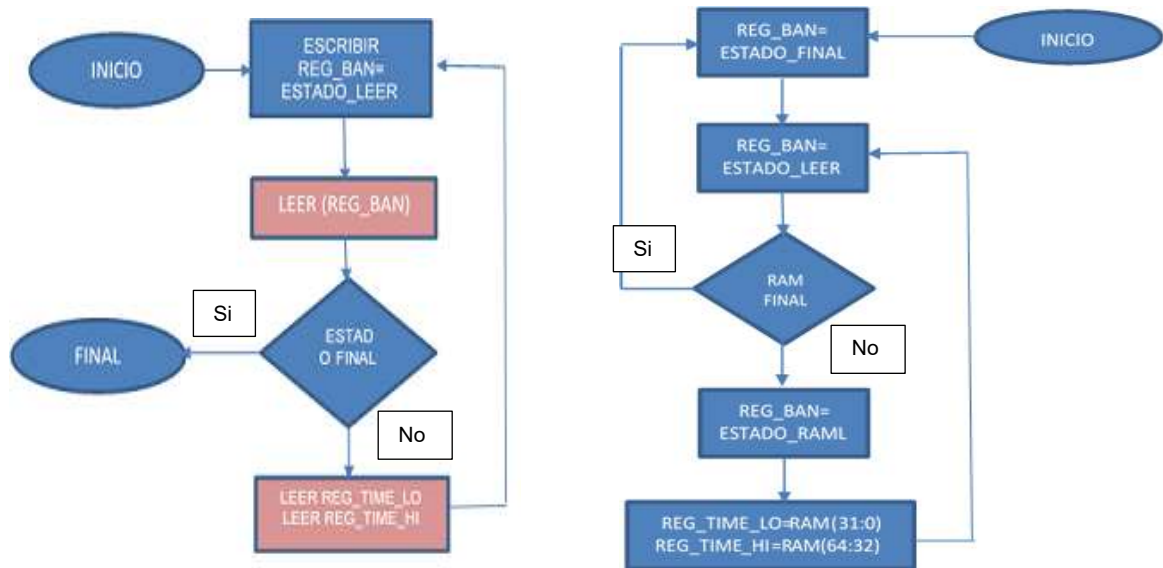 INICIO
ESCRIBIR
REG_BAN=
ESTADO_LEER
LEER (REG_BAN)
Si
ESTAD
O FINAL
FINAL
No
LEER REG_TIME_LO
LEER REG_TIME_HI
REG_BAN=
ESTADO_FINAL
INICIO
REG_BAN=
ESTADO_LEER
Si
RAM
FINAL
No
REG_BAN=
ESTADO_RAML
REG_TIME_LO=RAM(31:0)
REG_TIME_HI=RAM(64:32)